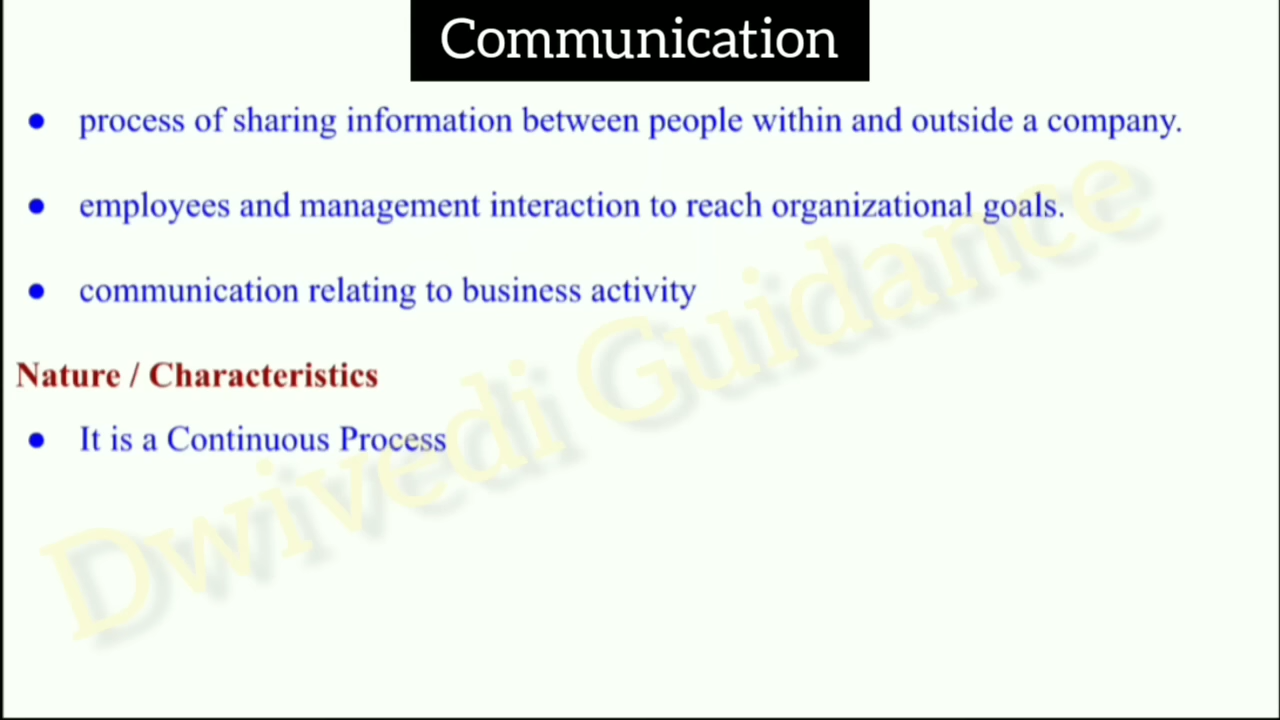 Communication
● process of sharing information between people within and outside a company.
● employees and management interaction to reach organizational goals.
● communication relating to business activity
Nature / Characteristics
● It is a Continuous Process
Dwivedi Guidance